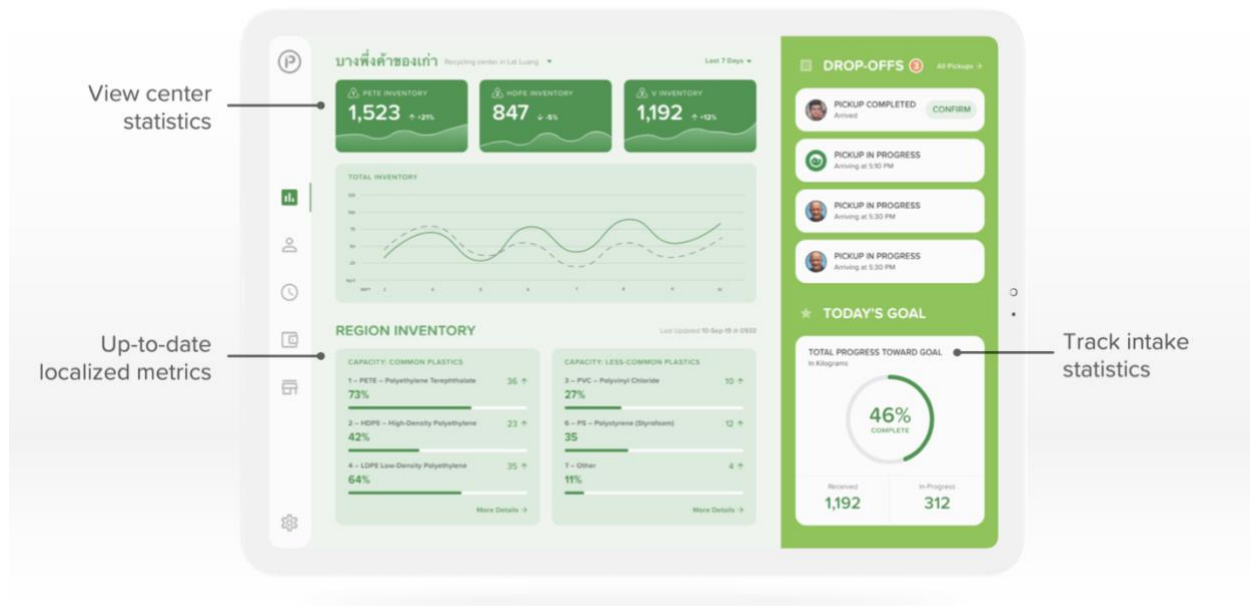 View center
statistics
Up-to-date
localized metrics
Track intake
statistics
บางพึ่งค้าของเก่า Recycling center in Lat Luang
Last 7 Days
PETE INVENTORY
1,523 ↑ +21%
HDPE INVENTORY
847 ↓ -5%
V INVENTORY
1,192 ↑ +12%
TOTAL INVENTORY
REGION INVENTORY
Last Updated 10-Sep-15 @ 0932
CAPACITY: COMMON PLASTICS
1 – PETE – Polyethylene Terephthalate 36 ↑
73%
2 – HDPE – High-Density Polyethylene 23 ↑
42%
4 – LDPE Low-Density Polyethylene 35 ↑
64%
More Details →
CAPACITY: LESS-COMMON PLASTICS
3 – PVC – Polyvinyl Chloride 10 ↑
27%
6 – PS – Polystyrene (Styrofoam) 12 ↑
35
7 – Other 4 ↑
11%
More Details →
DROP-OFFS 3 All Pickups →
PICKUP COMPLETED
Arrived
CONFIRM
PICKUP IN PROGRESS
Arriving at 5:10 PM
PICKUP IN PROGRESS
Arriving at 5:30 PM
PICKUP IN PROGRESS
Arriving at 5:30 PM
TODAY'S GOAL
TOTAL PROGRESS TOWARD GOAL
In Kilograms
46%
COMPLETE
Received
1,192
In-Progress
312